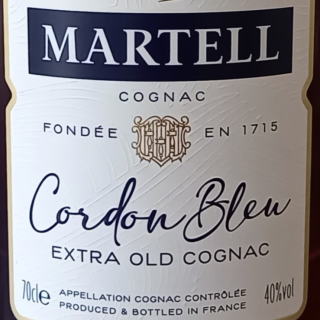 MARTELL
COGNAC
FONDÉE EN 1715
Cordon Bleu
EXTRA OLD COGNAC
70cle APPELLATION COGNAC CONTRÔLÉE 40%vol
PRODUCED & BOTTLED IN FRANCE